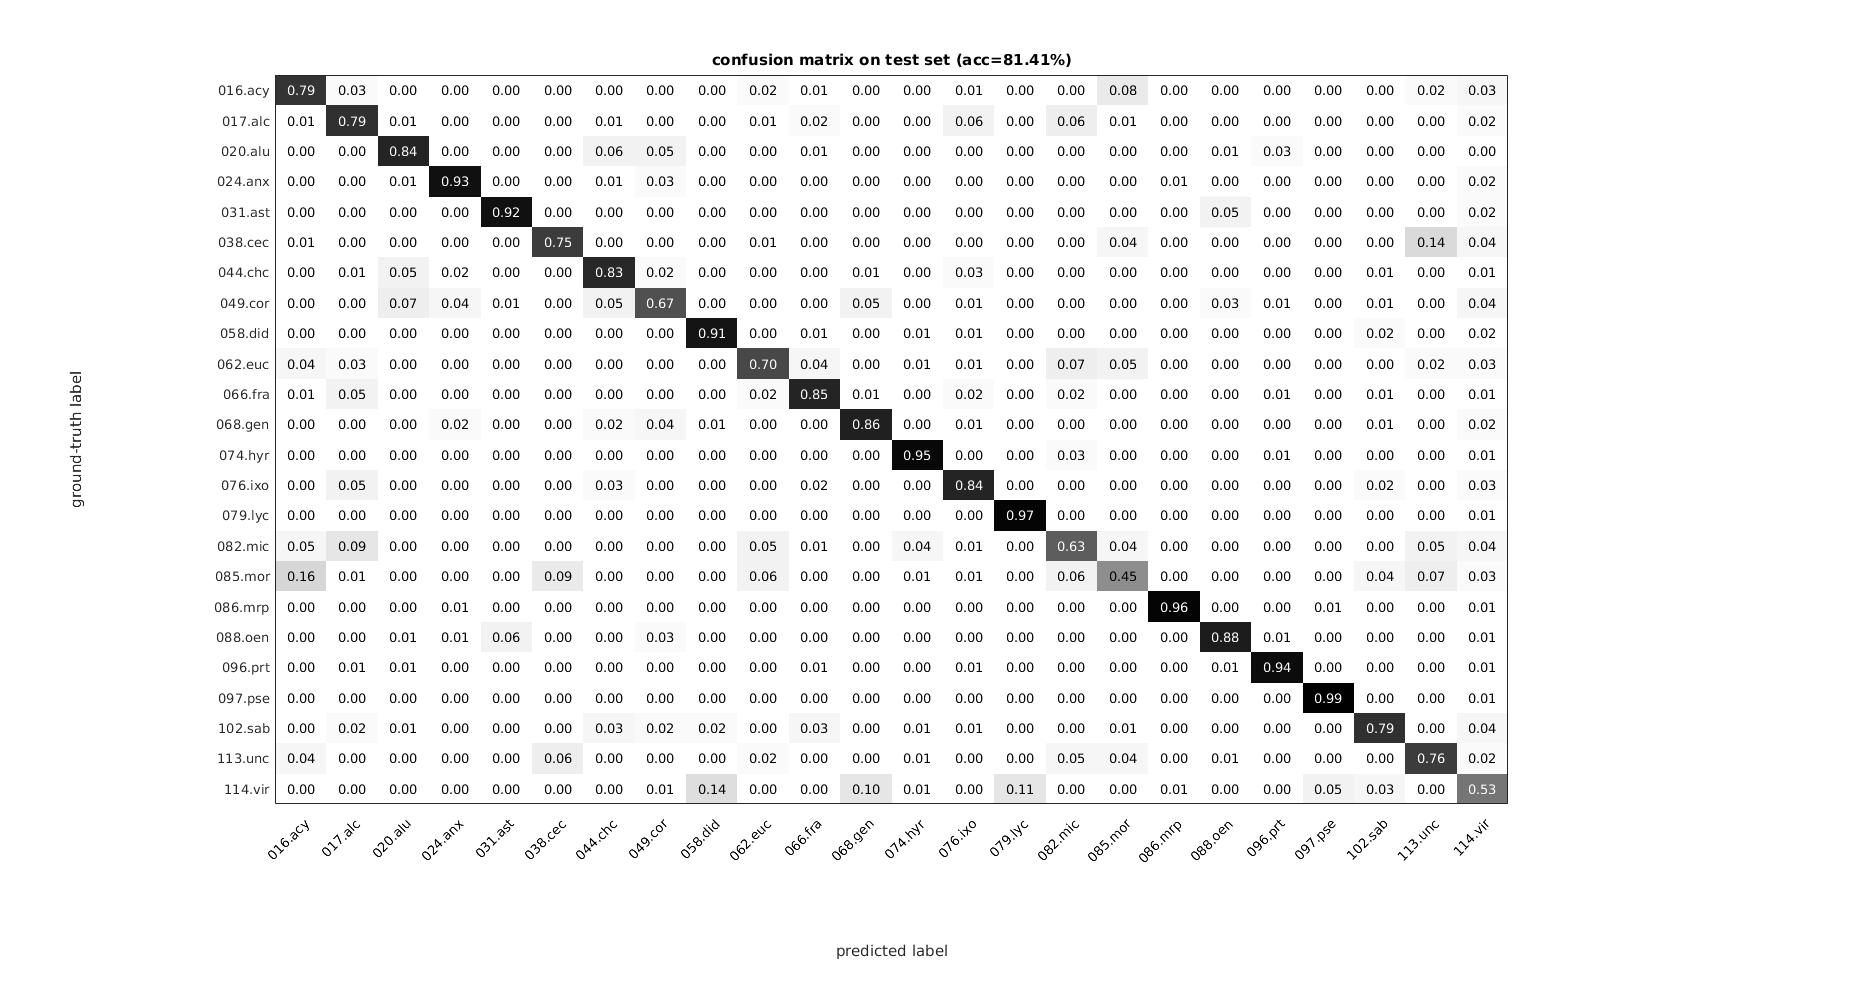 confusion matrix on test set (acc=81.41%)
016.acy 0.79 0.03 0.00 0.00 0.00 0.00 0.00 0.00 0.00 0.02 0.01 0.00 0.00 0.01 0.00 0.00 0.08 0.00 0.00 0.00 0.00 0.00 0.02 0.03
017.alc 0.01 0.79 0.01 0.00 0.00 0.00 0.01 0.00 0.00 0.01 0.02 0.00 0.00 0.06 0.00 0.06 0.01 0.00 0.00 0.00 0.00 0.00 0.00 0.02
020.alu 0.00 0.00 0.84 0.00 0.00 0.00 0.06 0.05 0.00 0.00 0.01 0.00 0.00 0.00 0.00 0.00 0.00 0.00 0.01 0.03 0.00 0.00 0.00 0.00
024.anx 0.00 0.00 0.01 0.93 0.00 0.00 0.01 0.03 0.00 0.00 0.00 0.00 0.00 0.00 0.00 0.00 0.00 0.01 0.00 0.00 0.00 0.00 0.00 0.02
031.ast 0.00 0.00 0.00 0.00 0.92 0.00 0.00 0.00 0.00 0.00 0.00 0.00 0.00 0.00 0.00 0.00 0.00 0.00 0.05 0.00 0.00 0.00 0.00 0.02
038.cec 0.01 0.00 0.00 0.00 0.00 0.75 0.00 0.00 0.00 0.01 0.00 0.00 0.00 0.00 0.00 0.00 0.04 0.00 0.00 0.00 0.00 0.00 0.14 0.04
044.chc 0.00 0.01 0.05 0.02 0.00 0.00 0.83 0.02 0.00 0.00 0.00 0.01 0.00 0.03 0.00 0.00 0.00 0.00 0.00 0.00 0.00 0.01 0.00 0.01
049.cor 0.00 0.00 0.07 0.04 0.01 0.00 0.05 0.67 0.00 0.00 0.00 0.05 0.00 0.01 0.00 0.00 0.00 0.00 0.03 0.01 0.00 0.01 0.00 0.04
058.did 0.00 0.00 0.00 0.00 0.00 0.00 0.00 0.00 0.91 0.00 0.01 0.00 0.01 0.01 0.00 0.00 0.00 0.00 0.00 0.00 0.00 0.02 0.00 0.02
062.euc 0.04 0.03 0.00 0.00 0.00 0.00 0.00 0.00 0.00 0.70 0.04 0.00 0.01 0.01 0.00 0.07 0.05 0.00 0.00 0.00 0.00 0.00 0.02 0.03
066.fra 0.01 0.05 0.00 0.00 0.00 0.00 0.00 0.00 0.00 0.02 0.85 0.01 0.00 0.02 0.00 0.02 0.00 0.00 0.00 0.01 0.00 0.01 0.00 0.01
068.gen 0.00 0.00 0.00 0.02 0.00 0.00 0.02 0.04 0.01 0.00 0.00 0.86 0.00 0.01 0.00 0.00 0.00 0.00 0.00 0.00 0.00 0.01 0.00 0.02
074.hyr 0.00 0.00 0.00 0.00 0.00 0.00 0.00 0.00 0.00 0.00 0.00 0.00 0.95 0.00 0.00 0.03 0.00 0.00 0.00 0.01 0.00 0.00 0.00 0.01
076.ixo 0.00 0.05 0.00 0.00 0.00 0.00 0.03 0.00 0.00 0.00 0.02 0.00 0.00 0.84 0.00 0.00 0.00 0.00 0.00 0.00 0.00 0.02 0.00 0.03
079.lyc 0.00 0.00 0.00 0.00 0.00 0.00 0.00 0.00 0.00 0.00 0.00 0.00 0.00 0.00 0.97 0.00 0.00 0.00 0.00 0.00 0.00 0.00 0.00 0.01
082.mic 0.05 0.09 0.00 0.00 0.00 0.00 0.00 0.00 0.00 0.05 0.01 0.00 0.04 0.01 0.00 0.63 0.04 0.00 0.00 0.00 0.00 0.00 0.05 0.04
085.mor 0.16 0.01 0.00 0.00 0.00 0.09 0.00 0.00 0.00 0.06 0.00 0.00 0.01 0.01 0.00 0.06 0.45 0.00 0.00 0.00 0.00 0.04 0.07 0.03
086.mrp 0.00 0.00 0.00 0.01 0.00 0.00 0.00 0.00 0.00 0.00 0.00 0.00 0.00 0.00 0.00 0.00 0.00 0.96 0.00 0.00 0.01 0.00 0.00 0.01
088.oen 0.00 0.00 0.01 0.01 0.06 0.00 0.00 0.03 0.00 0.00 0.00 0.00 0.00 0.00 0.00 0.00 0.00 0.00 0.88 0.01 0.00 0.00 0.00 0.01
096.prt 0.00 0.01 0.01 0.00 0.00 0.00 0.00 0.00 0.00 0.00 0.01 0.00 0.00 0.01 0.00 0.00 0.00 0.00 0.01 0.94 0.00 0.00 0.00 0.01
097.pse 0.00 0.00 0.00 0.00 0.00 0.00 0.00 0.00 0.00 0.00 0.00 0.00 0.00 0.00 0.00 0.00 0.00 0.00 0.00 0.00 0.99 0.00 0.00 0.01
102.sab 0.00 0.02 0.01 0.00 0.00 0.00 0.03 0.02 0.02 0.00 0.03 0.00 0.01 0.01 0.00 0.00 0.01 0.00 0.00 0.00 0.00 0.79 0.00 0.04
113.unc 0.04 0.00 0.00 0.00 0.00 0.06 0.00 0.00 0.00 0.02 0.00 0.00 0.01 0.00 0.00 0.05 0.04 0.00 0.01 0.00 0.00 0.00 0.76 0.02
114.vir 0.00 0.00 0.00 0.00 0.00 0.00 0.00 0.01 0.14 0.00 0.00 0.10 0.01 0.00 0.11 0.00 0.00 0.01 0.00 0.00 0.05 0.03 0.00 0.53
016.acy 017.alc 020.alu 024.anx 031.ast 038.cec 044.chc 049.cor 058.did 062.euc 066.fra 068.gen 074.hyr 076.ixo 079.lyc 082.mic 085.mor 086.mrp 088.oen 096.prt 097.pse 102.sab 113.unc 114.vir
predicted label
ground-truth label